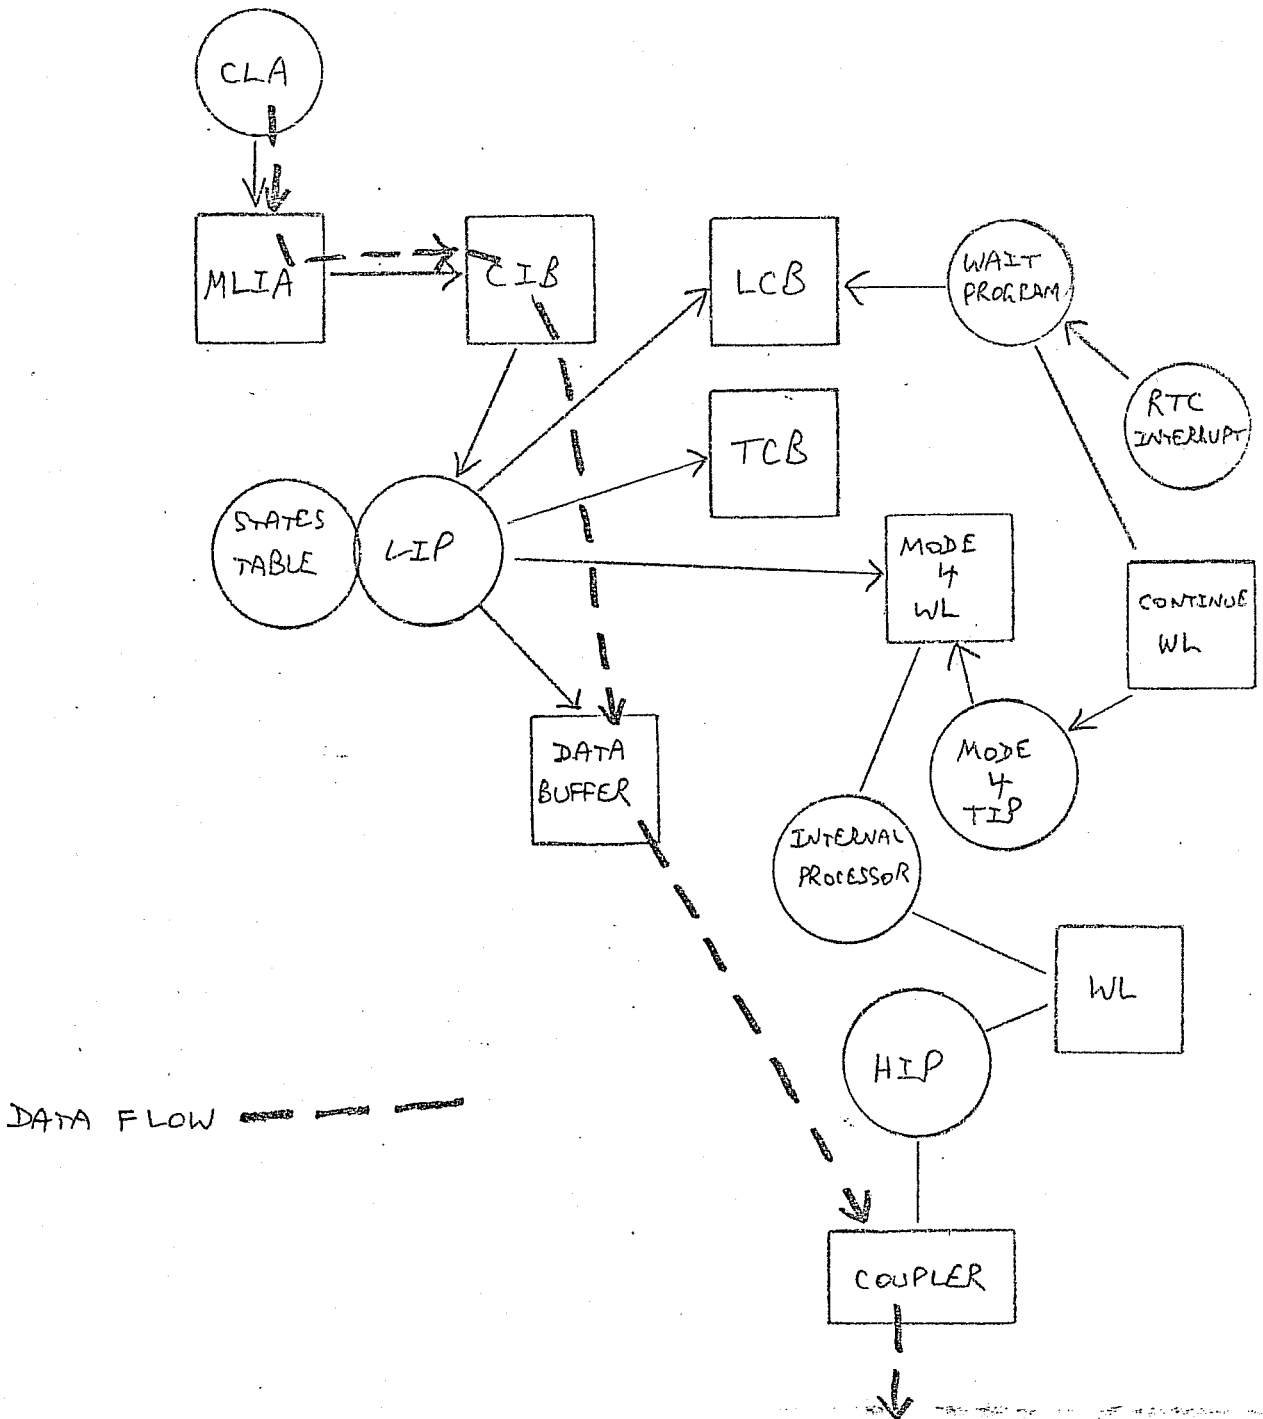 CLA
MLIA
CIB
LCB
WAIT
PROGRAM
RTC
INTERRUPT
TCB
STATES
TABLE
LIP
MODE
4
WL
CONTINUE
WL
DATA
BUFFER
MODE
4
TIP
INTERNAL
PROCESSOR
WL
HIP
DATA FLOW
COUPLER